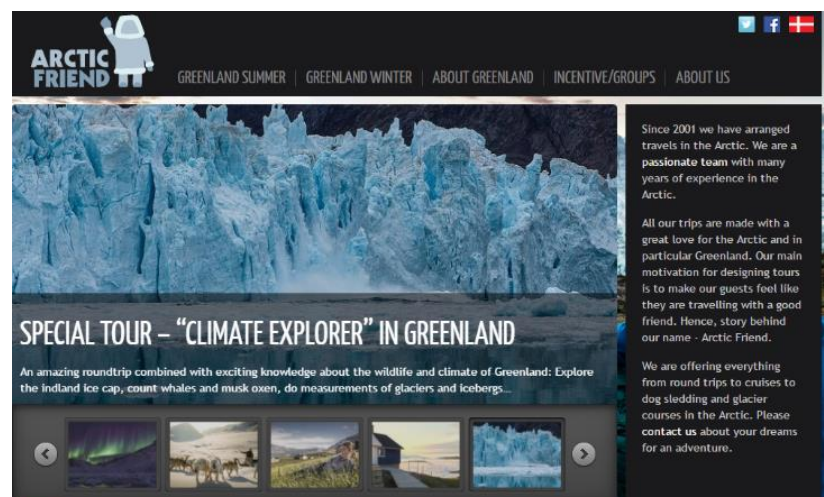 ARCTIC
FRIEND
GREENLAND SUMMER | GREENLAND WINTER | ABOUT GREENLAND | INCENTIVE/GROUPS | ABOUT US
SPECIAL TOUR – “CLIMATE EXPLORER” IN GREENLAND
An amazing roundtrip combined with exciting knowledge about the wildlife and climate of Greenland: Explore
the indland ice cap, count whales and musk oxen, do measurements of glaciers and icebergs...
Since 2001 we have arranged
travels in the Arctic. We are a
passionate team with many
years of experience in the
Arctic.
All our trips are made with a
great love for the Arctic and in
particular Greenland. Our main
motivation for designing tours
is to make our guests feel like
they are travelling with a good
friend. Hence, story behind
our name - Arctic Friend.
We are offering everything
from round trips to cruises to
dog sledding and glacier
courses in the Arctic. Please
contact us about your dreams
for an adventure.